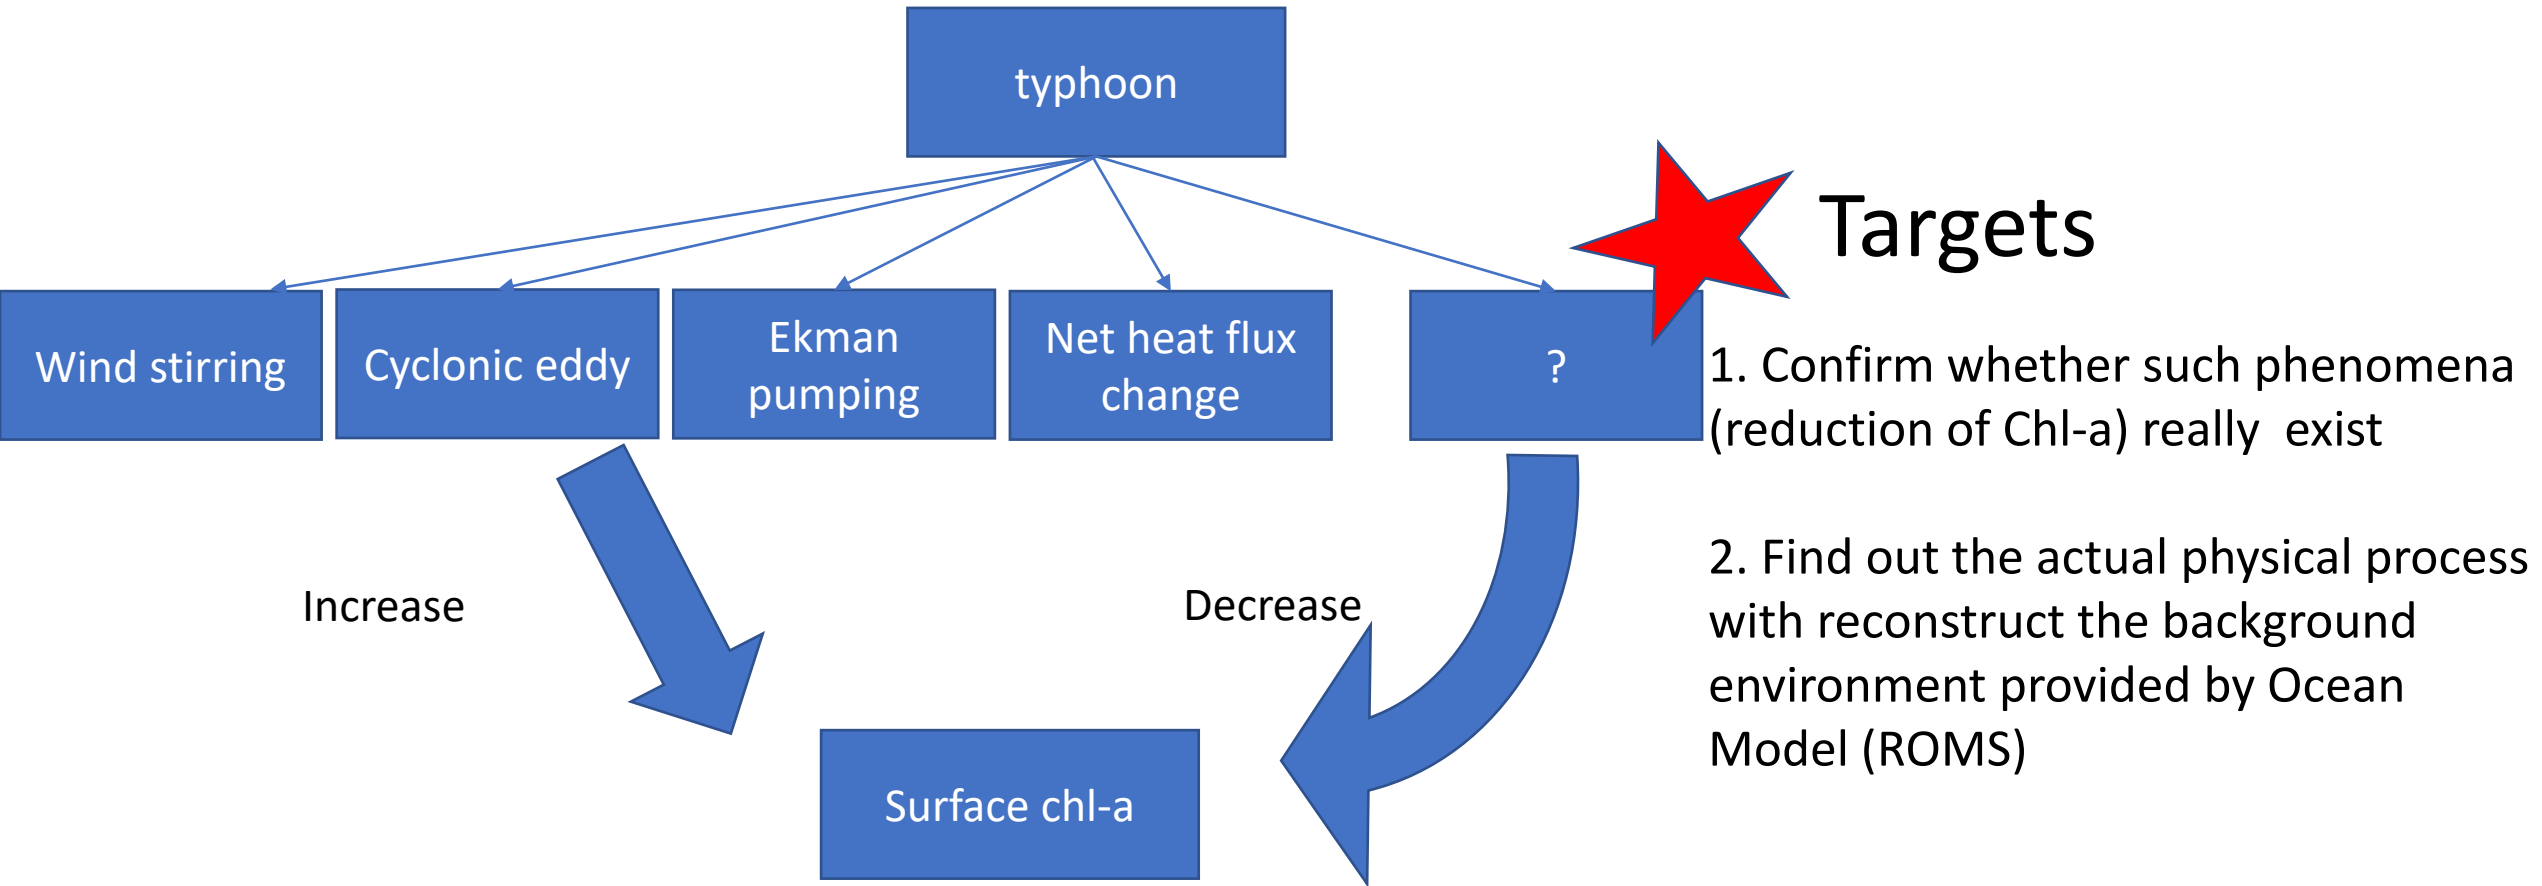 typhoon
Targets
Wind stirring
Cyclonic eddy
Ekman
pumping
Net heat flux
change
?
1. Confirm whether such phenomena
(reduction of Chl-a) really  exist
2. Find out the actual physical process
with reconstruct the background
environment provided by Ocean
Model (ROMS)
Increase
Decrease
Surface chl-a